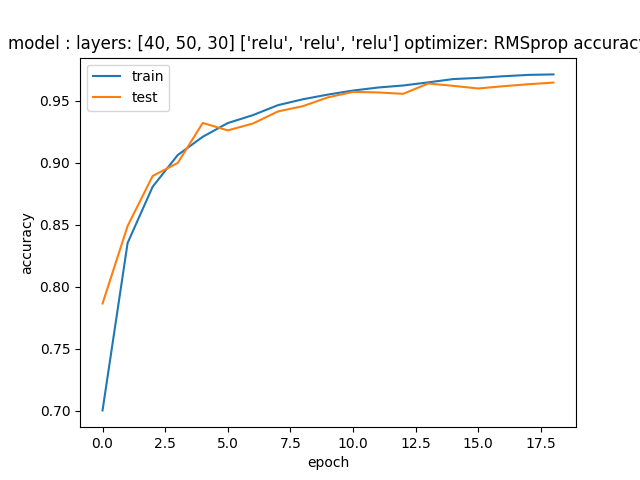 model : layers: [40, 50, 30] ['relu', 'relu', 'relu'] optimizer: RMSprop accuracy
train
test
0.95
0.90
0.85
0.80
0.75
0.70
accuracy
0.0 2.5 5.0 7.5 10.0 12.5 15.0 17.5
epoch